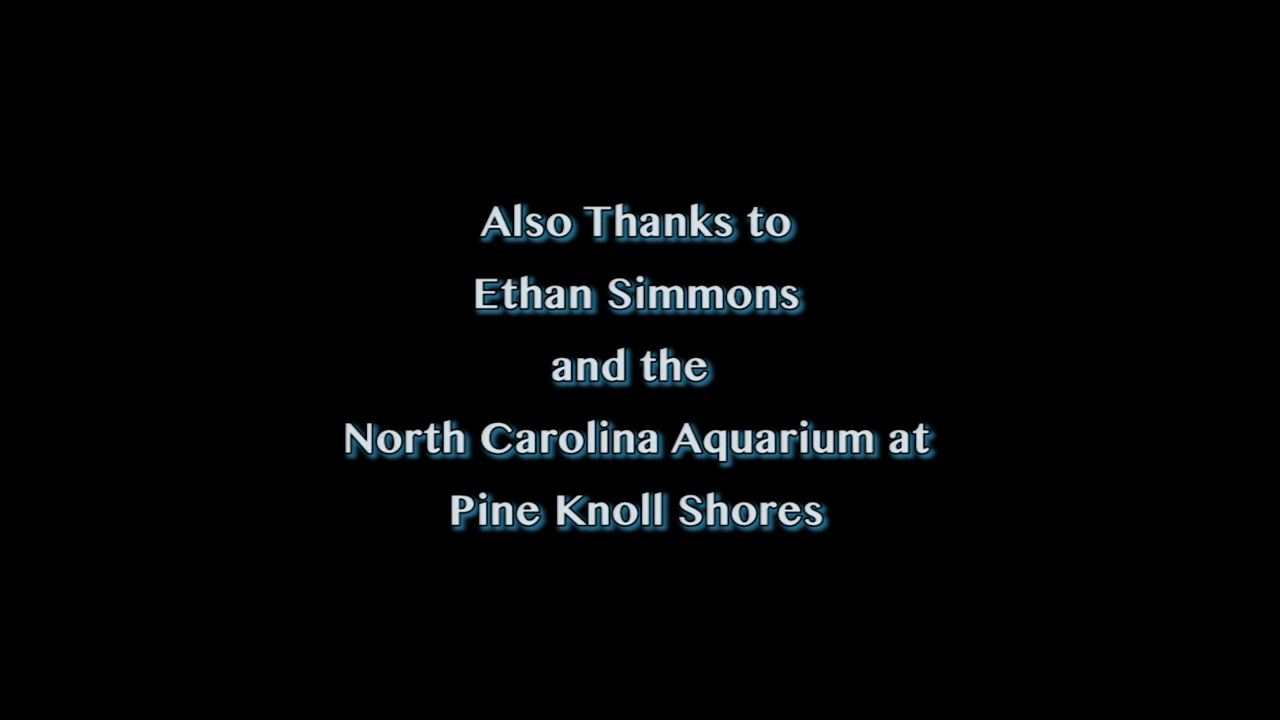 Also Thanks to
Ethan Simmons
and the
North Carolina Aquarium at
Pine Knoll Shores